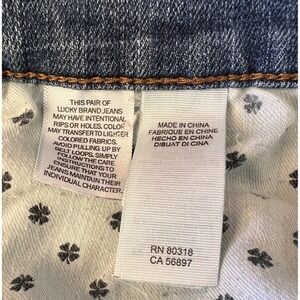 THIS PAIR OF
LUCKY BRAND JEANS
MAY HAVE INTENTIONAL
RIPS OR HOLES. COLOR
MAY TRANSFER TO LIGHTER
COLORED FABRICS.
AVOID PULLING UP BY
BELT LOOPS. SIMPLY
FOLLOW THE CARE
INSTRUCTIONS TO
ENSURE THAT YOUR
JEANS MAINTAIN THEIR
INDIVIDUAL CHARACTER.
MADE IN CHINA
FABRIQUE EN CHINE
HECHO EN CHINA
DIBUAT DI CINA
RN 80318
CA 56897